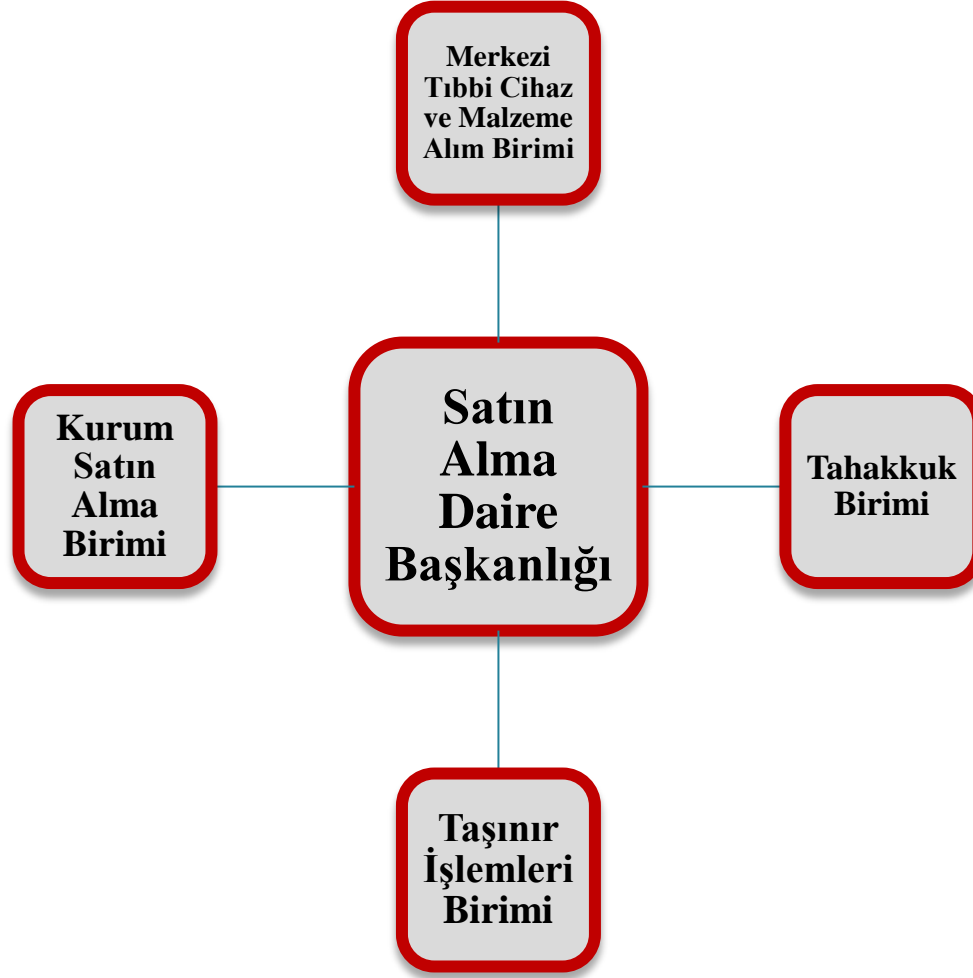 Merkezi
Tıbbi Cihaz
ve Malzeme
Alım Birimi
Kurum
Satın
Alma
Birimi
Satın
Alma
Daire
Başkanlığı
Tahakkuk
Birimi
Taşınır
İşlemleri
Birimi